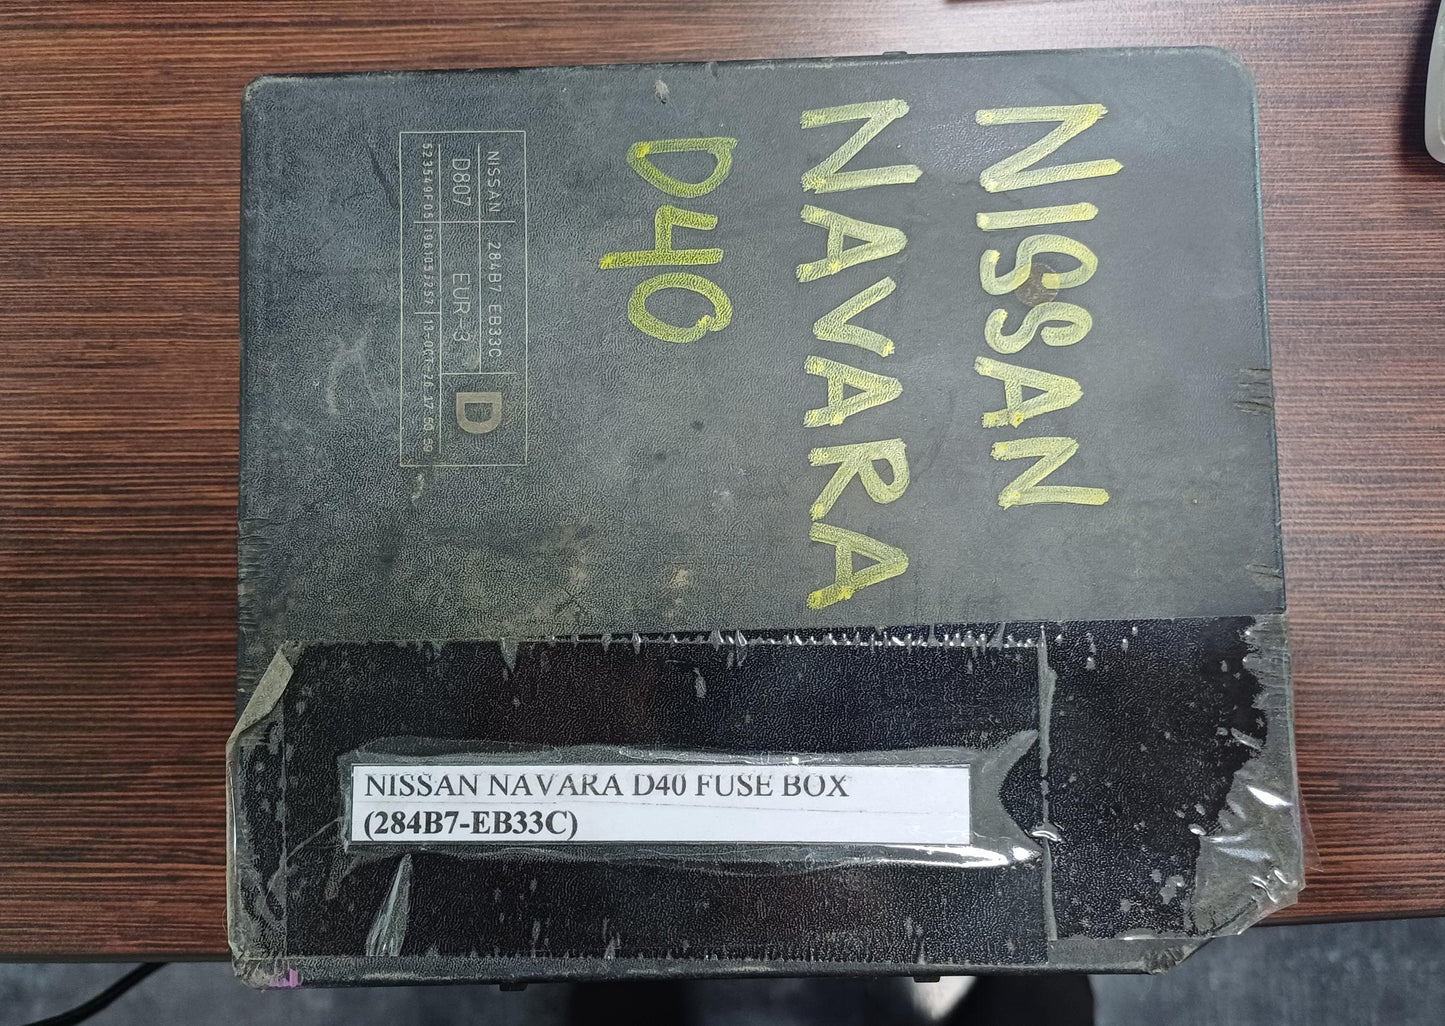 NISSAN
NAVARA
D40
NISSAN 284B7 EB33C
D807 EUR-3 D
NISSAN NAVARA D40 FUSE BOX
(284B7-EB33C)